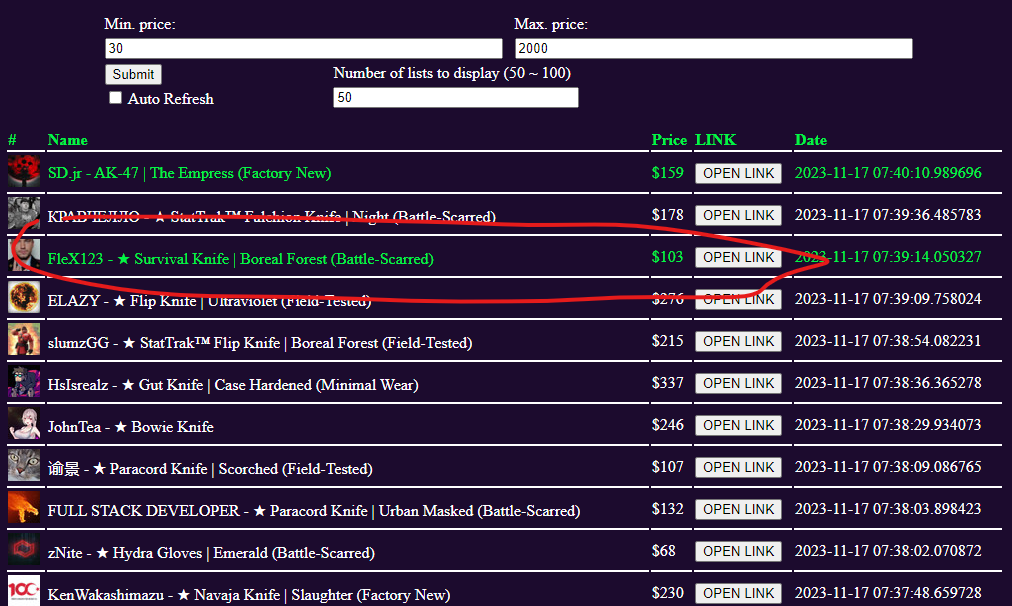 Min. price:
Max. price:
30
2000
Submit
Number of lists to display (50 ~ 100)
Auto Refresh
50
# Name Price LINK Date
SD.jr - AK-47 | The Empress (Factory New) $159 OPEN LINK 2023-11-17 07:40:10.989696
КРАВЧЕЛЛО - ★ StatTrak™ Falchion Knife | Night (Battle-Scarred) $178 OPEN LINK 2023-11-17 07:39:36.485783
FleX123 - ★ Survival Knife | Boreal Forest (Battle-Scarred) $103 OPEN LINK 2023-11-17 07:39:14.050327
ELAZY - ★ Flip Knife | Ultraviolet (Field-Tested) $276 OPEN LINK 2023-11-17 07:39:09.758024
slumzGG - ★ StatTrak™ Flip Knife | Boreal Forest (Field-Tested) $215 OPEN LINK 2023-11-17 07:38:54.082231
HsIsrealz - ★ Gut Knife | Case Hardened (Minimal Wear) $337 OPEN LINK 2023-11-17 07:38:36.365278
JohnTea - ★ Bowie Knife $246 OPEN LINK 2023-11-17 07:38:29.934073
谕景 - ★ Paracord Knife | Scorched (Field-Tested) $107 OPEN LINK 2023-11-17 07:38:09.086765
FULL STACK DEVELOPER - ★ Paracord Knife | Urban Masked (Battle-Scarred) $132 OPEN LINK 2023-11-17 07:38:03.898423
zNite - ★ Hydra Gloves | Emerald (Battle-Scarred) $68 OPEN LINK 2023-11-17 07:38:02.070872
KenWakashimazu - ★ Navaja Knife | Slaughter (Factory New) $230 OPEN LINK 2023-11-17 07:37:48.659728